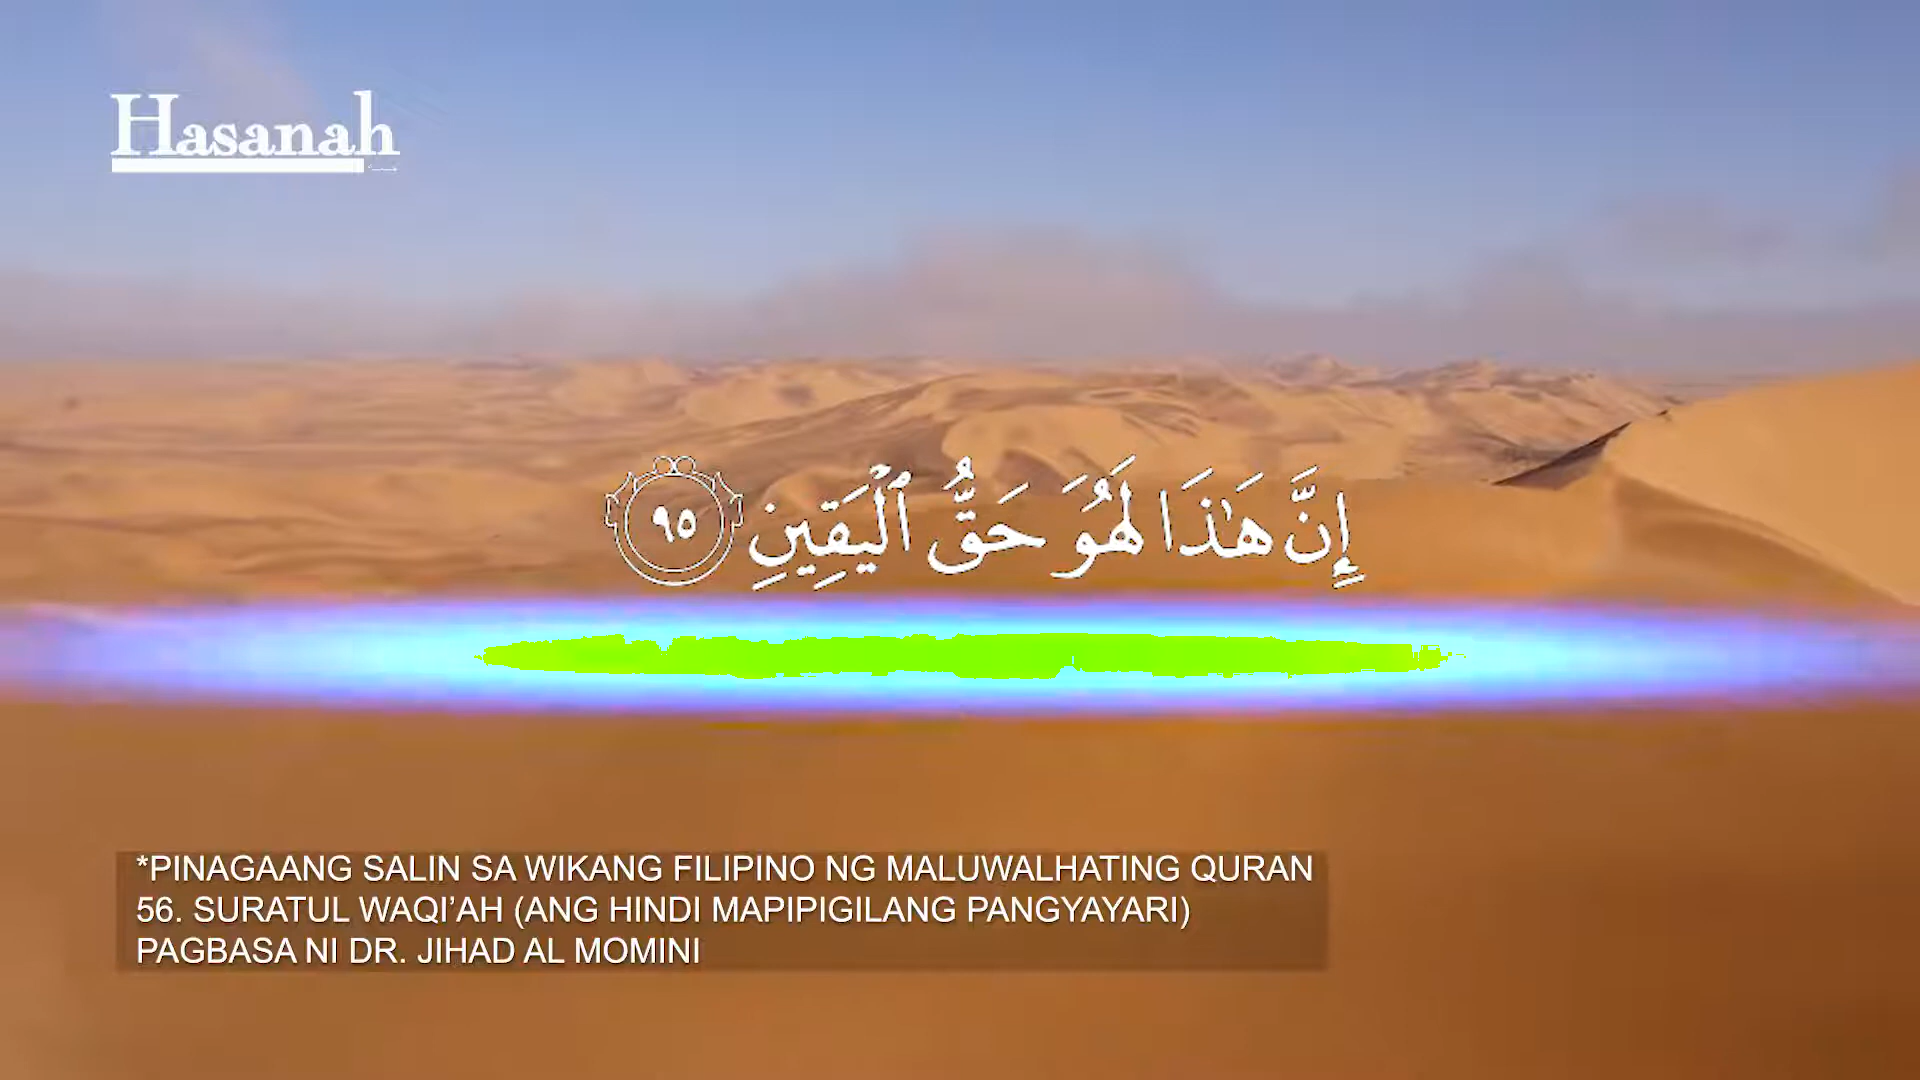 Hasanah
إِنَّ هَٰذَا لَهُوَ حَقُّ ٱلْيَقِينِ ٩٥
*PINAGAANG SALIN SA WIKANG FILIPINO NG MALUWALHATING QURAN
56. SURATUL WAQI’AH (ANG HINDI MAPIPIGILANG PANGYAYARI)
PAGBASA NI DR. JIHAD AL MOMINI